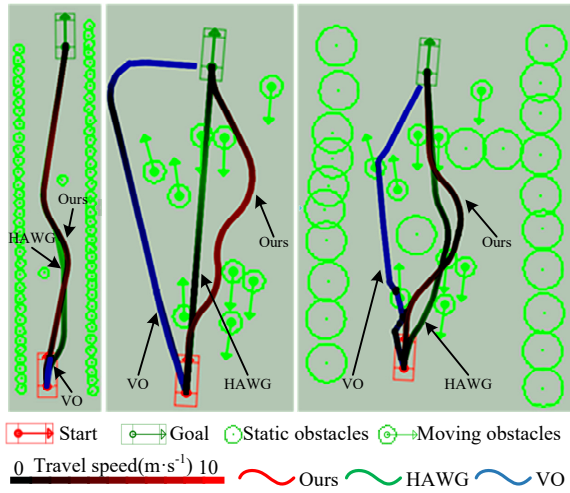 Ours
HAWG
VO
Ours
VO
HAWG
Ours
VO
HAWG
Start Goal Static obstacles Moving obstacles
0 Travel speed(m·s⁻¹) 10 Ours HAWG VO